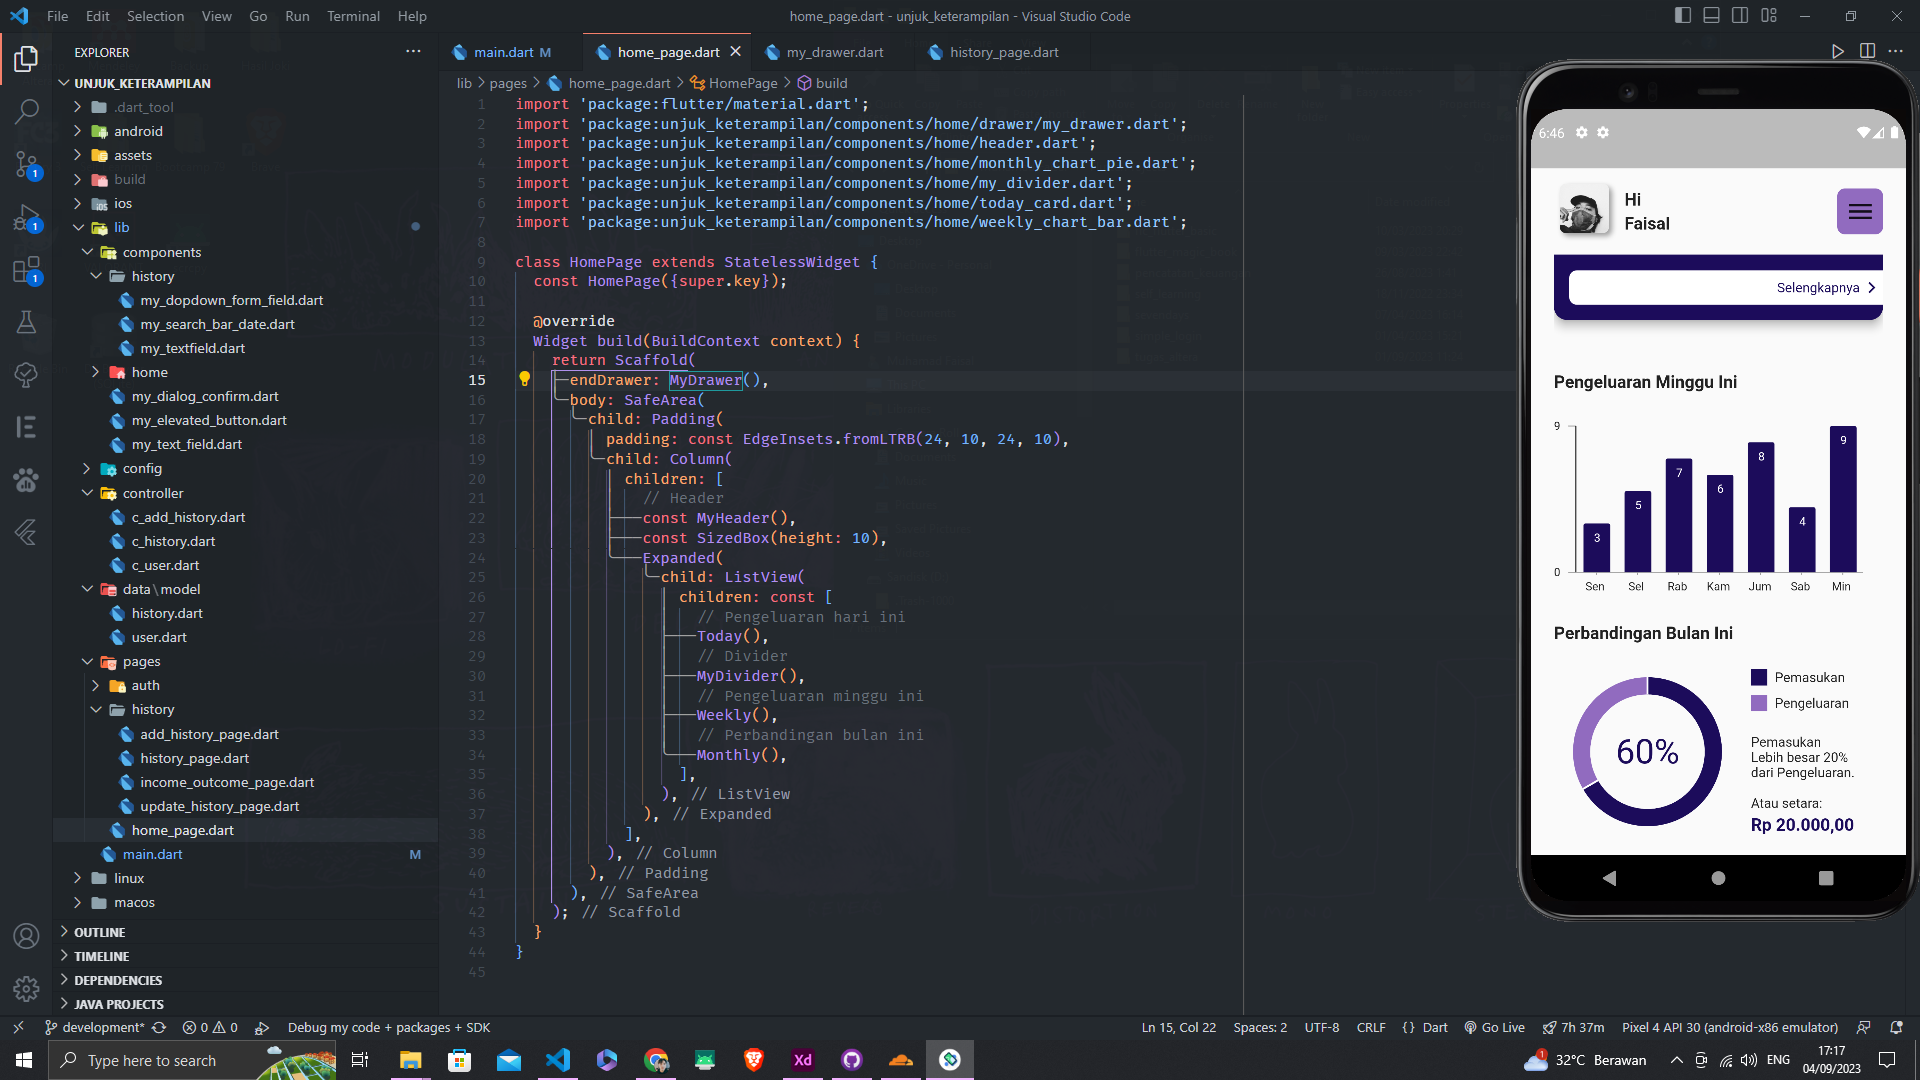 File Edit Selection View Go Run Terminal Help
home_page.dart - unjuk_keterampilan - Visual Studio Code
EXPLORER
UNJUK_KETERAMPILAN
.dart_tool
android
assets
build
ios
lib
components
history
my_dopdown_form_field.dart
my_search_bar_date.dart
my_textfield.dart
home
my_dialog_confirm.dart
my_elevated_button.dart
my_text_field.dart
config
controller
c_add_history.dart
c_history.dart
c_user.dart
data\model
history.dart
user.dart
pages
auth
history
add_history_page.dart
history_page.dart
income_outcome_page.dart
update_history_page.dart
home_page.dart
main.dart M
linux
macos
OUTLINE
TIMELINE
DEPENDENCIES
JAVA PROJECTS
1
1
1
main.dart M
home_page.dart
my_drawer.dart
history_page.dart
lib > pages > home_page.dart > HomePage > build
1 import 'package:flutter/material.dart';
2 import 'package:unjuk_keterampilan/components/home/drawer/my_drawer.dart';
3 import 'package:unjuk_keterampilan/components/home/header.dart';
4 import 'package:unjuk_keterampilan/components/home/monthly_chart_pie.dart';
5 import 'package:unjuk_keterampilan/components/home/my_divider.dart';
6 import 'package:unjuk_keterampilan/components/home/today_card.dart';
7 import 'package:unjuk_keterampilan/components/home/weekly_chart_bar.dart';
8
9 class HomePage extends StatelessWidget {
10 const HomePage({super.key});
11
12 @override
13 Widget build(BuildContext context) {
14 return Scaffold(
15 endDrawer: MyDrawer(),
16 body: SafeArea(
17 child: Padding(
18 padding: const EdgeInsets.fromLTRB(24, 10, 24, 10),
19 child: Column(
20 children: [
21 // Header
22 const MyHeader(),
23 const SizedBox(height: 10),
24 Expanded(
25 child: ListView(
26 children: const [
27 // Pengeluaran hari ini
28 Today(),
29 // Divider
30 MyDivider(),
31 // Pengeluaran minggu ini
32 Weekly(),
33 // Perbandingan bulan ini
34 Monthly(),
35 ],
36 ), // ListView
37 ), // Expanded
38 ],
39 ), // Column
40 ), // Padding
41 ), // SafeArea
42 ); // Scaffold
43 }
44 }
45
6:46
Hi
Faisal
Selengkapnya
Pengeluaran Minggu Ini
9
0
3 5 7 6 8 4 9
Sen Sel Rab Kam Jum Sab Min
Perbandingan Bulan Ini
60%
Pemasukan
Pengeluaran
Pemasukan
Lebih besar 20%
dari Pengeluaran.
Atau setara:
Rp 20.000,00
development* 0 0 Debug my code + packages + SDK
Ln 15, Col 22 Spaces: 2 UTF-8 CRLF {} Dart Go Live 7h 37m Pixel 4 API 30 (android-x86 emulator)
Type here to search
Xd
1
32°C Berawan
ENG
17:17
04/09/2023